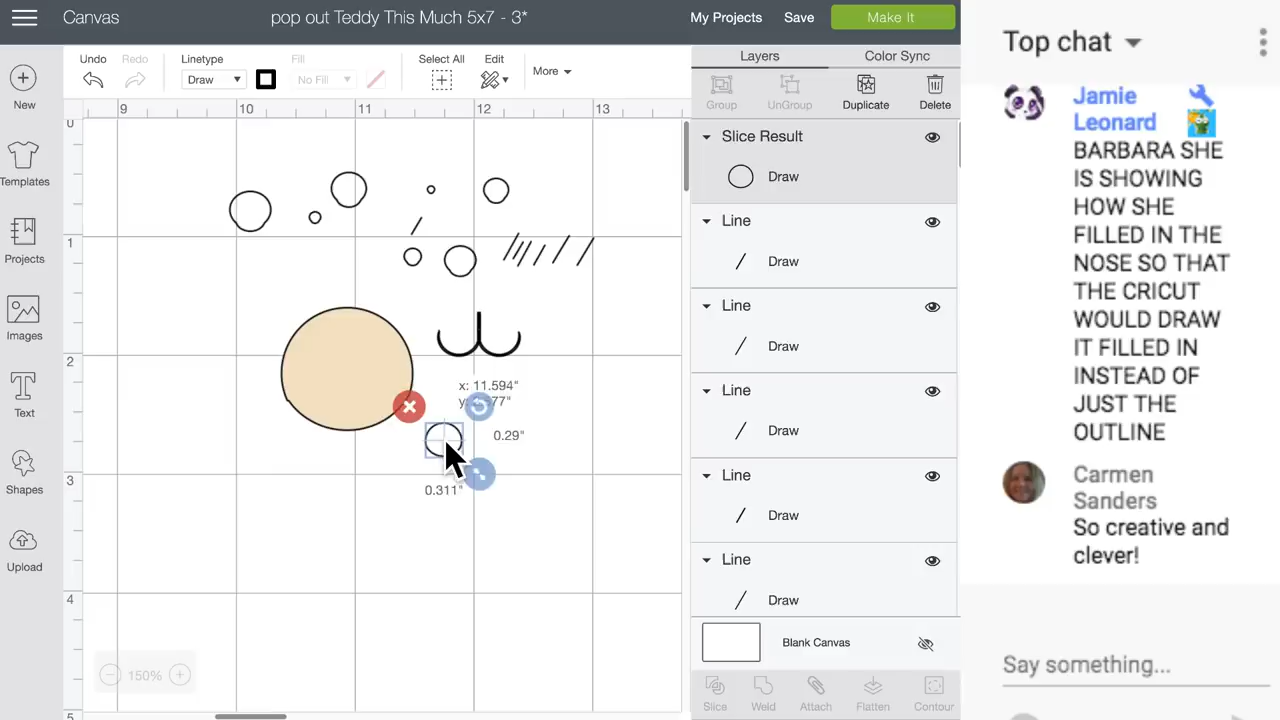 Canvas
pop out Teddy This Much 5x7 - 3*
My Projects
Save
Make It
New
Templates
Projects
Images
Text
Shapes
Upload
Undo
Redo
Linetype
Draw
Fill
No Fill
Select All
Edit
More
9 10 11 12 13
0
1
2
3
4
5
x: 11.594"
0.29"
0.311"
150%
Layers
Color Sync
Group
UnGroup
Duplicate
Delete
Slice Result
Draw
Line
Draw
Line
Draw
Line
Draw
Line
Draw
Line
Draw
Blank Canvas
Slice
Weld
Attach
Flatten
Contour
Top chat
Jamie
Leonard
BARBARA SHE
IS SHOWING
HOW SHE
FILLED IN THE
NOSE SO THAT
THE CRICUT
WOULD DRAW
IT FILLED IN
INSTEAD OF
JUST THE
OUTLINE
Carmen
Sanders
So creative and
clever!
Say something...